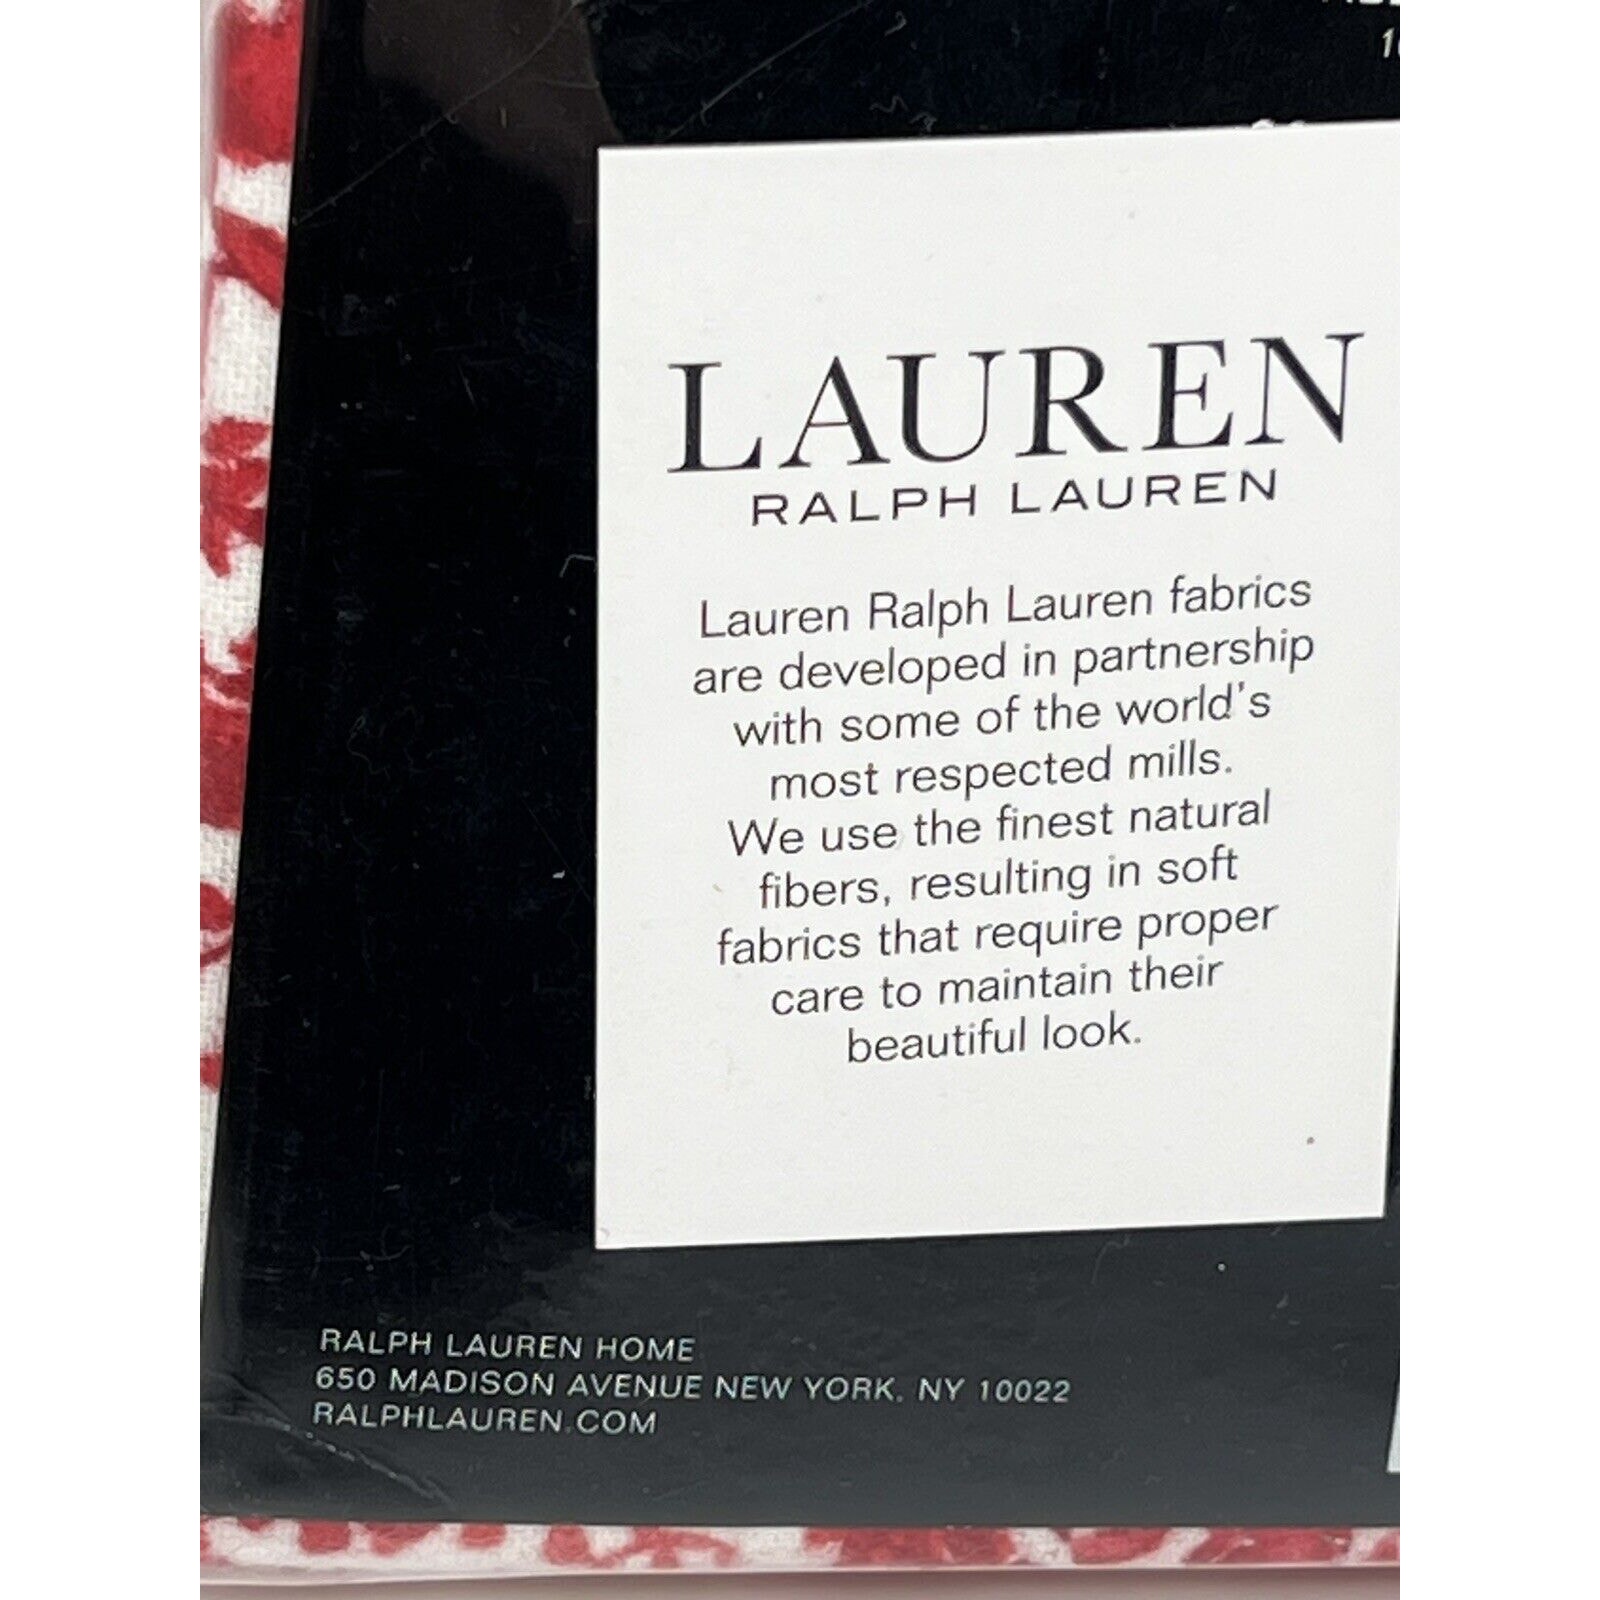 LAUREN
RALPH LAUREN
Lauren Ralph Lauren fabrics
are developed in partnership
with some of the world's
most respected mills.
We use the finest natural
fibers, resulting in soft
fabrics that require proper
care to maintain their
beautiful look.
RALPH LAUREN HOME
650 MADISON AVENUE NEW YORK, NY 10022
RALPHLAUREN.COM